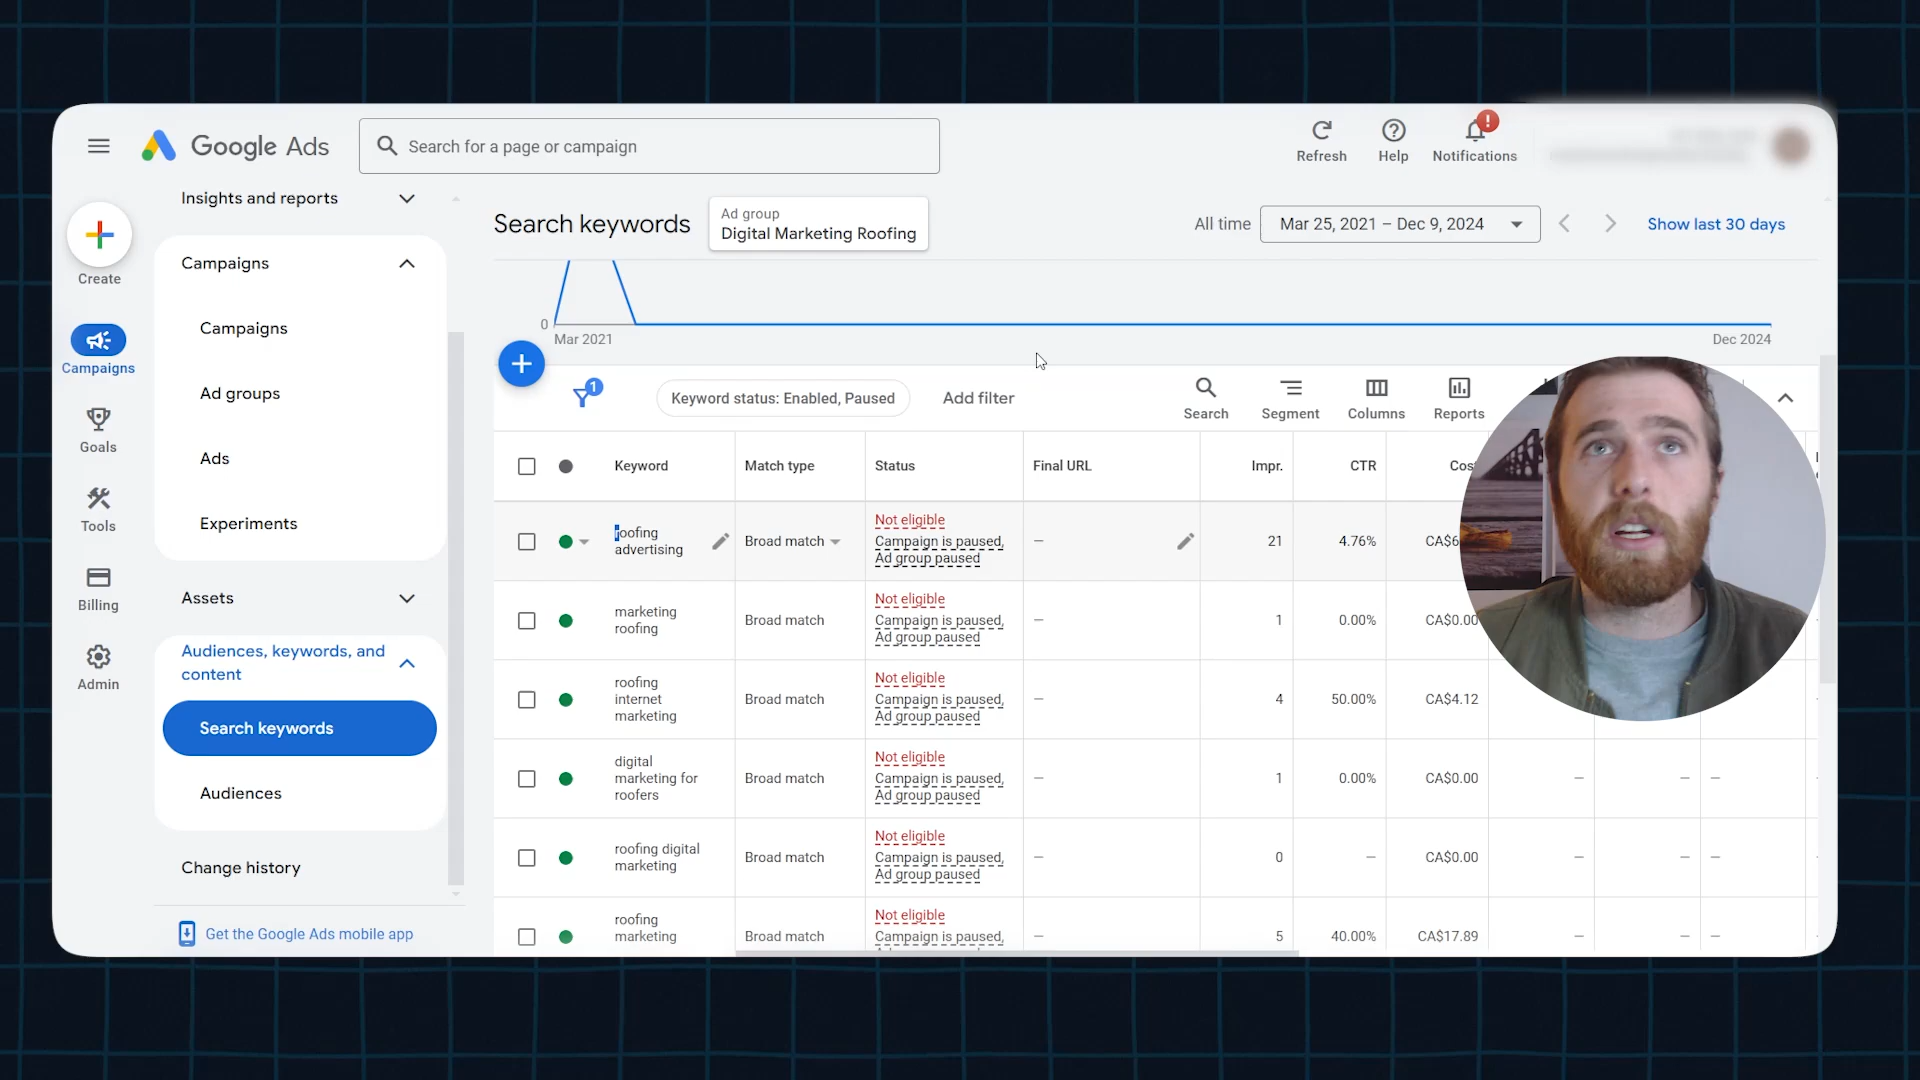 Google Ads
Search for a page or campaign
Refresh
Help
!
Notifications
Create
Campaigns
Goals
Tools
Billing
Admin
Insights and reports
Campaigns
Campaigns
Ad groups
Ads
Experiments
Assets
Audiences, keywords, and
content
Search keywords
Audiences
Change history
Get the Google Ads mobile app
Search keywords
Ad group
Digital Marketing Roofing
All time
Mar 25, 2021 – Dec 9, 2024
Show last 30 days
0
Mar 2021
Dec 2024
1
Keyword status: Enabled, Paused
Add filter
Search
Segment
Columns
Reports
Keyword
Match type
Status
Final URL
Impr.
CTR
Cos
roofing
advertising
Broad match
Not eligible
Campaign is paused,
Ad group paused
—
21
4.76%
CA$6
marketing
roofing
Broad match
Not eligible
Campaign is paused,
Ad group paused
—
1
0.00%
CA$0.00
roofing
internet
marketing
Broad match
Not eligible
Campaign is paused,
Ad group paused
—
4
50.00%
CA$4.12
digital
marketing for
roofers
Broad match
Not eligible
Campaign is paused,
Ad group paused
—
1
0.00%
CA$0.00
—
—
—
roofing digital
marketing
Broad match
Not eligible
Campaign is paused,
Ad group paused
—
0
—
CA$0.00
—
—
—
roofing
marketing
Broad match
Not eligible
Campaign is paused,
—
5
40.00%
CA$17.89
—
—
—